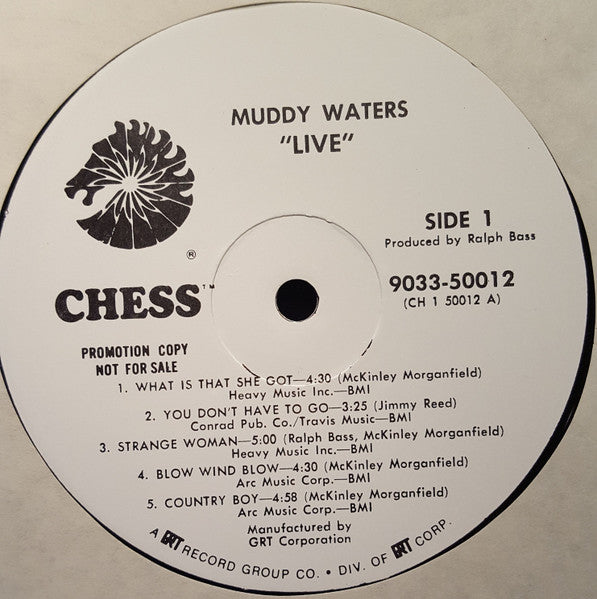 MUDDY WATERS
"LIVE"
SIDE 1
Produced by Ralph Bass
®
CHESS™
9033-50012
(CH 1 50012 A)
PROMOTION COPY
NOT FOR SALE
1. WHAT IS THAT SHE GOT—4:30 (McKinley Morganfield)
Heavy Music Inc.—BMI
2. YOU DON'T HAVE TO GO—3:25 (Jimmy Reed)
Conrad Pub. Co./Travis Music—BMI
3. STRANGE WOMAN—5:00 (Ralph Bass, McKinley Morganfield)
Heavy Music Inc.—BMI
4. BLOW WIND BLOW—4:30 (McKinley Morganfield)
Arc Music Corp.—BMI
5. COUNTRY BOY—4:58 (McKinley Morganfield)
Arc Music Corp.—BMI
Manufactured by
GRT Corporation
A GRT RECORD GROUP CO. • DIV. OF GRT CORP.